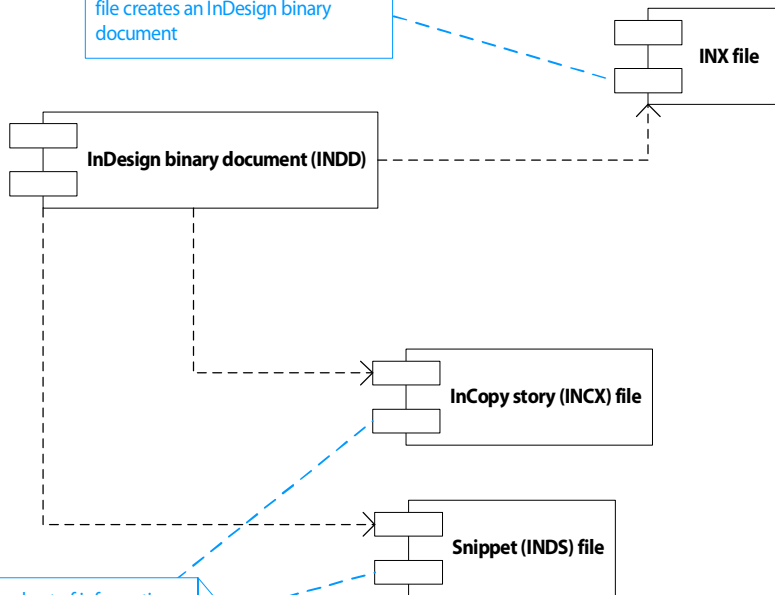 file creates an InDesign binary
document
INX file
InDesign binary document (INDD)
InCopy story (INCX) file
Snippet (INDS) file